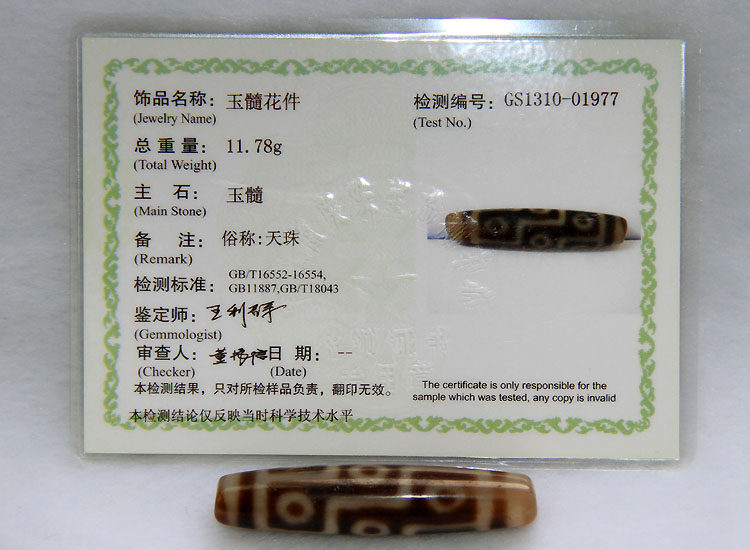 饰品名称: 玉髓花件
(Jewelry Name)
检测编号: GS1310-01977
(Test No.)
总重量: 11.78g
(Total Weight)
主 石: 玉髓
(Main Stone)
备 注: 俗称:天珠
(Remark)
检测标准: GB/T16552-16554,
GB11887,GB/T18043
鉴定师:
(Gemmologist)
审查人: 日 期: --
(Checker) (Date)
本检测结果，只对所检样品负责，翻印无效。
本检测结论仅反映当时科学技术水平
The certificate is only responsible for the
sample which was tested, any copy is invalid